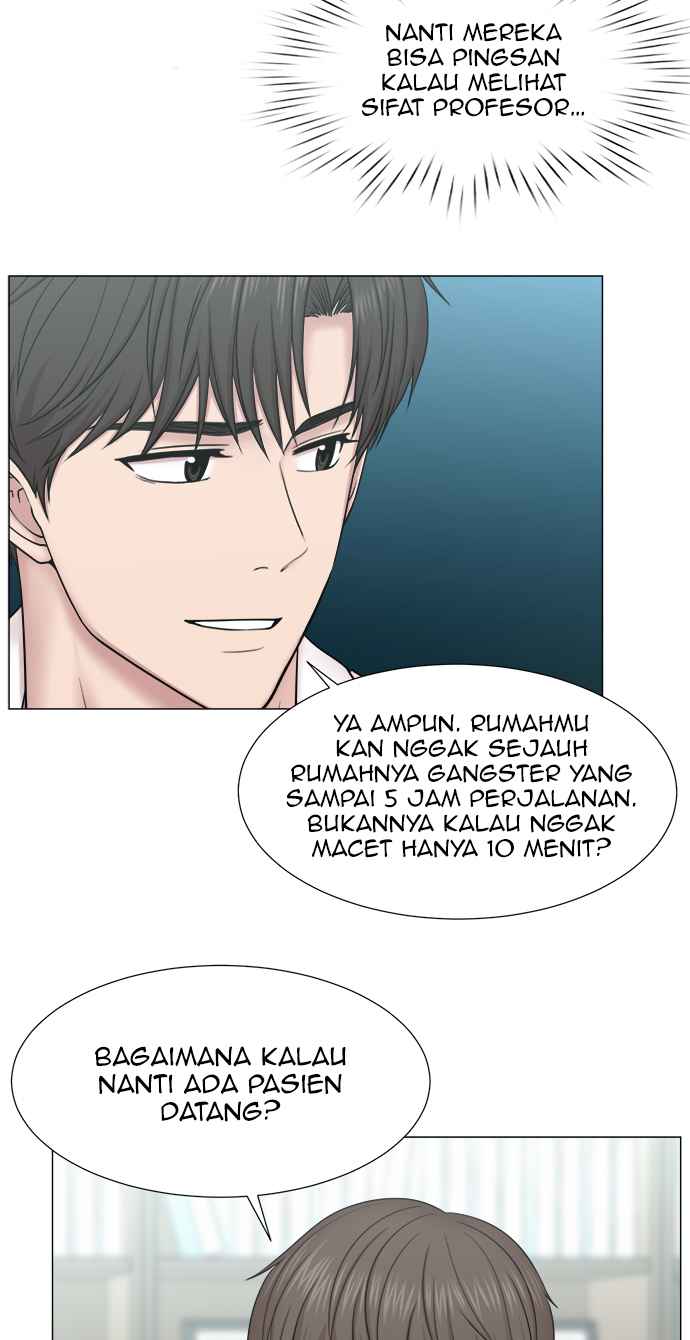 NANTI MEREKA
BISA PINGSAN
KALAU MELIHAT
SIFAT PROFESOR...
YA AMPUN. RUMAHMU
KAN NGGAK SEJAUH
RUMAHNYA GANGSTER YANG
SAMPAI 5 JAM PERJALANAN.
BUKANNYA KALAU NGGAK
MACET HANYA 10 MENIT?
BAGAIMANA KALAU
NANTI ADA PASIEN
DATANG?